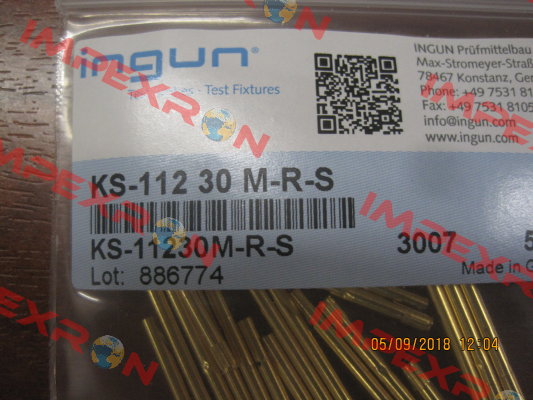 ingun®
Test Fixtures
INGUN Prüfmittelbau
Max-Stromeyer-Straß
78467 Konstanz, Ger
Phone: +49 7531 81
Fax: +49 7531 8105
info@ingun.com
www.ingun.com
KS-112 30 M-R-S
KS-11230M-R-S
3007
5
Lot: 886774
Made in G
05/09/2018 12:04
IMPEXRON
IMPEXRON
IMPEXRON